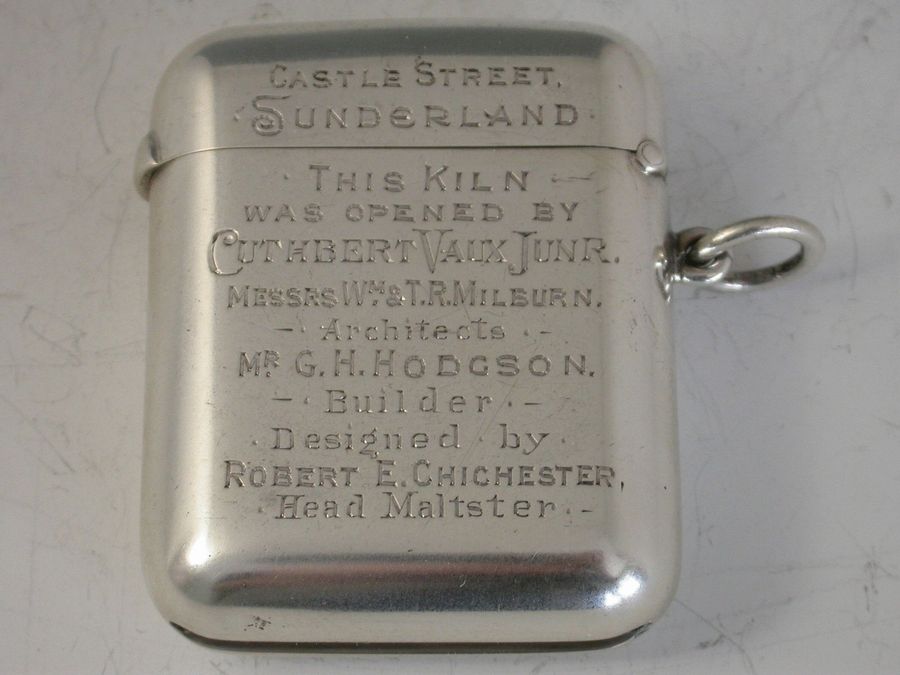 CASTLE STREET,
· SUNDERLAND ·
· THIS KILN —
WAS OPENED BY
CUTHBERT VAUX JUNR.
MESSRS WM & T.R. MILBURN.
— Architects · —
MR G. H. HODGSON.
— · Builder · —
· Designed · by ·
ROBERT E. CHICHESTER,
· Head Maltster · —